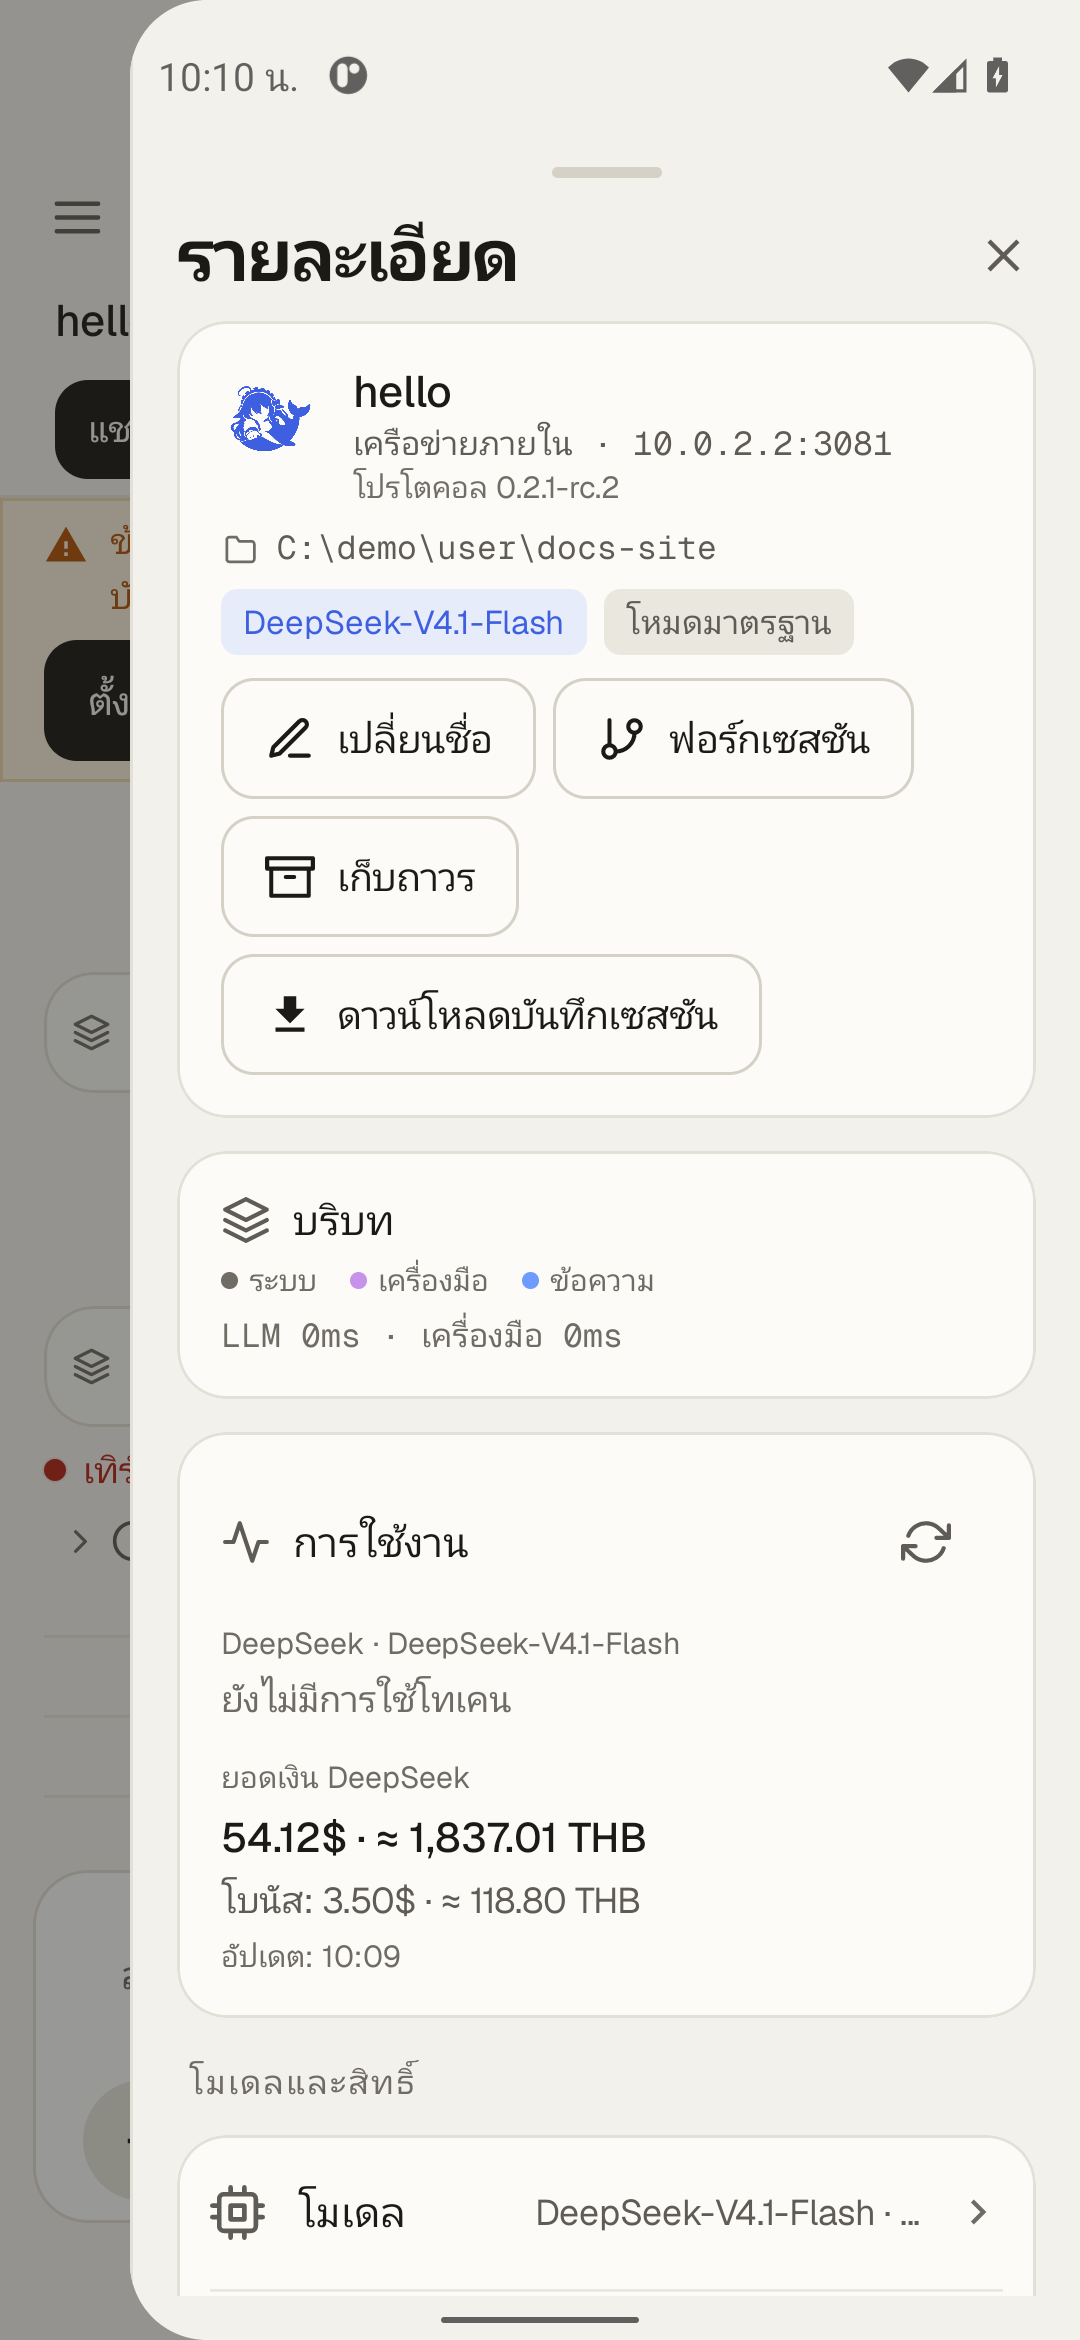 10:10 น.
รายละเอียด
hell
hello
เครือข่ายภายใน · 10.0.2.2:3081
โปรโตคอล 0.2.1-rc.2
C:\demo\user\docs-site
DeepSeek-V4.1-Flash
โหมดมาตรฐาน
เปลี่ยนชื่อ
ฟอร์กเซสชัน
เก็บถาวร
ดาวน์โหลดบันทึกเซสชัน
บริบท
ระบบ
เครื่องมือ
ข้อความ
LLM 0ms · เครื่องมือ 0ms
การใช้งาน
DeepSeek · DeepSeek-V4.1-Flash
ยังไม่มีการใช้โทเคน
ยอดเงิน DeepSeek
54.12$ · ≈ 1,837.01 THB
โบนัส: 3.50$ · ≈ 118.80 THB
อัปเดต: 10:09
โมเดลและสิทธิ์
โมเดล
DeepSeek-V4.1-Flash · ...